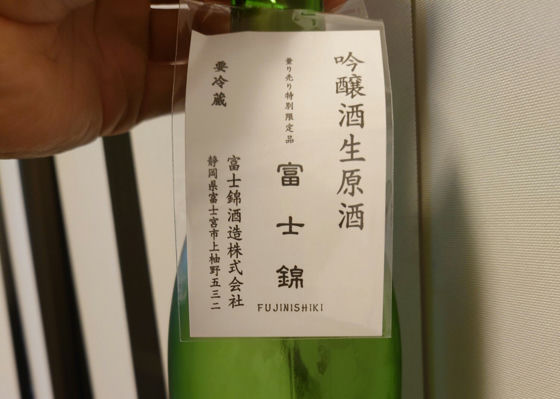 吟醸酒生原酒
量り売り特別限定品
富士錦
FUJINISHIKI
要冷蔵
富士錦酒造株式会社
静岡県富士宮市上柚野五三二